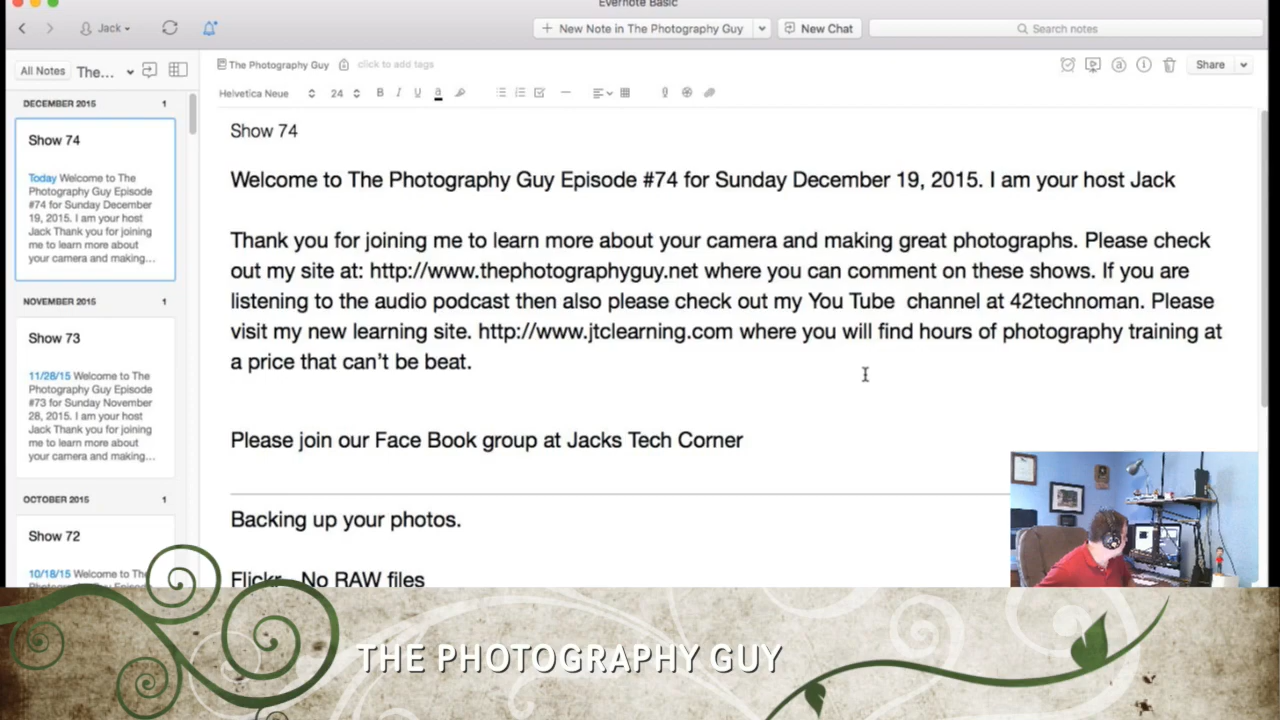 Evernote Basic
Jack
New Note in The Photography Guy
New Chat
Search notes
All Notes
The...
The Photography Guy
click to add tags
Share
Helvetica Neue
24
B I U a
DECEMBER 2015 1
Show 74
Today Welcome to The
Photography Guy Episode
#74 for Sunday December
19, 2015. I am your host
Jack Thank you for joining
me to learn more about
your camera and making...
NOVEMBER 2015 1
Show 73
11/28/15 Welcome to The
Photography Guy Episode
#73 for Sunday November
28, 2015. I am your host
Jack Thank you for joining
me to learn more about
your camera and making...
OCTOBER 2015 1
Show 72
10/18/15 Welcome to The
Show 74
Welcome to The Photography Guy Episode #74 for Sunday December 19, 2015. I am your host Jack
Thank you for joining me to learn more about your camera and making great photographs. Please check
out my site at: http://www.thephotographyguy.net where you can comment on these shows. If you are
listening to the audio podcast then also please check out my You Tube channel at 42technoman. Please
visit my new learning site. http://www.jtclearning.com where you will find hours of photography training at
a price that can't be beat.
Please join our Face Book group at Jacks Tech Corner
Backing up your photos.
Flickr No RAW files
THE PHOTOGRAPHY GUY